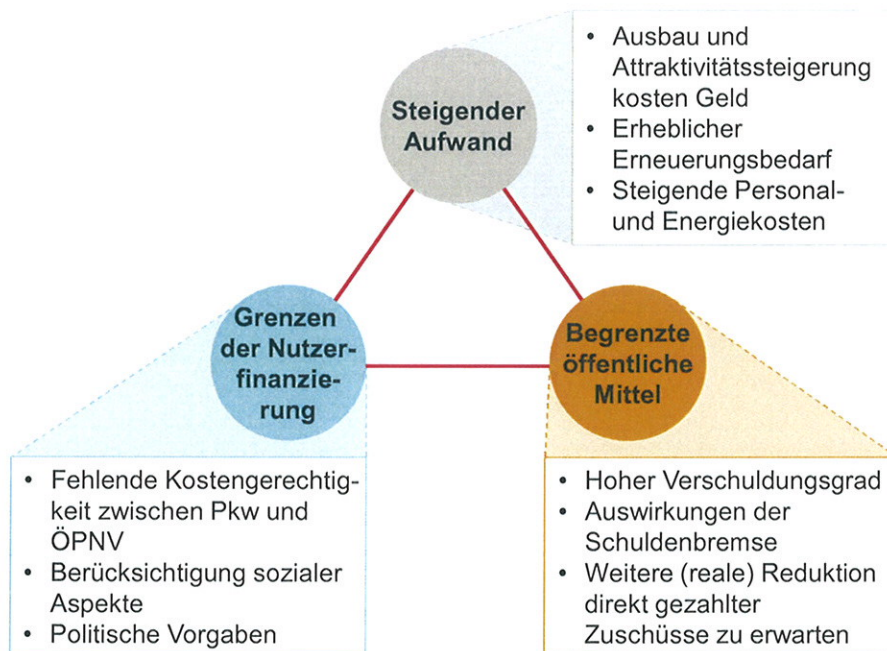 Steigender
Aufwand
• Ausbau und
Attraktivitätssteigerung
kosten Geld
• Erheblicher
Erneuerungsbedarf
• Steigende Personal-
und Energiekosten
Grenzen
der Nutzer-
finanzie-
rung
Begrenzte
öffentliche
Mittel
• Fehlende Kostengerechtig-
keit zwischen Pkw und
ÖPNV
• Berücksichtigung sozialer
Aspekte
• Politische Vorgaben
• Hoher Verschuldungsgrad
• Auswirkungen der
Schuldenbremse
• Weitere (reale) Reduktion
direkt gezahlter
Zuschüsse zu erwarten